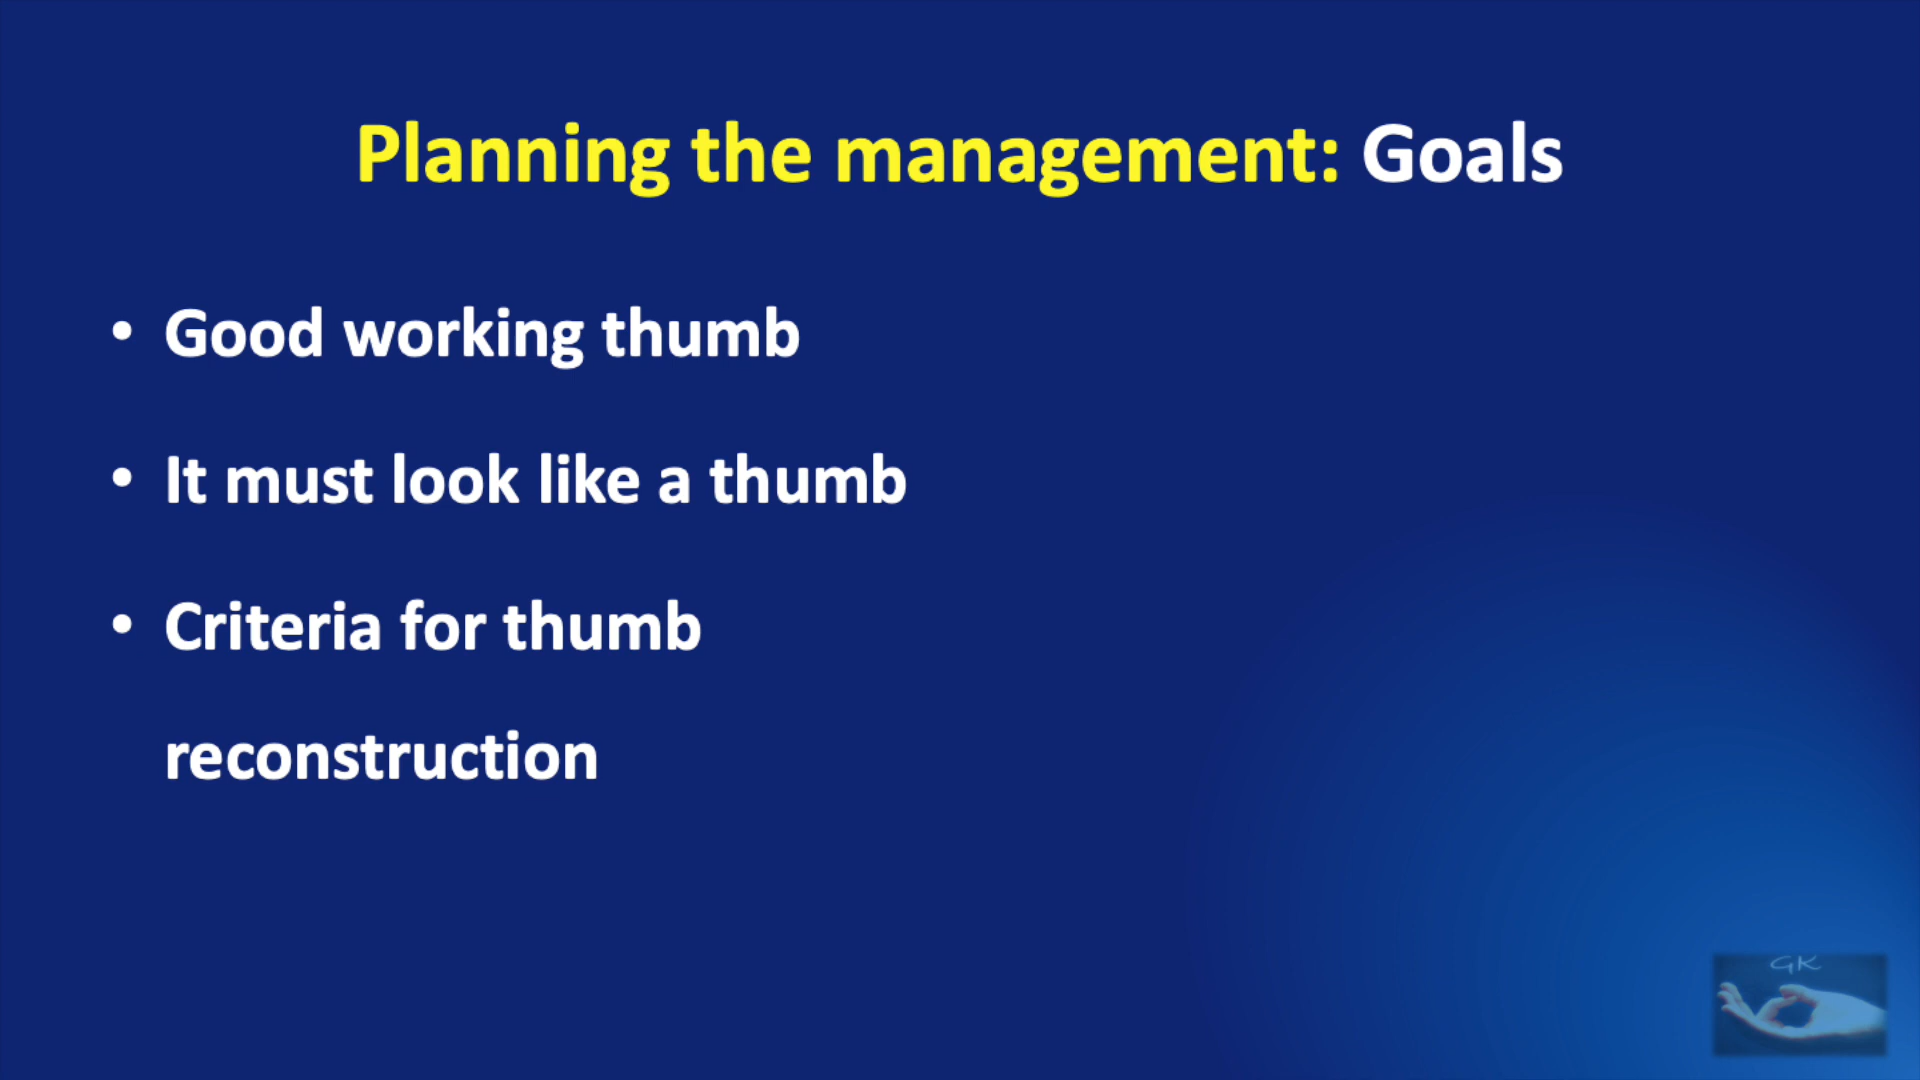 Planning the management: Goals
• Good working thumb
• It must look like a thumb
• Criteria for thumb
reconstruction
GK